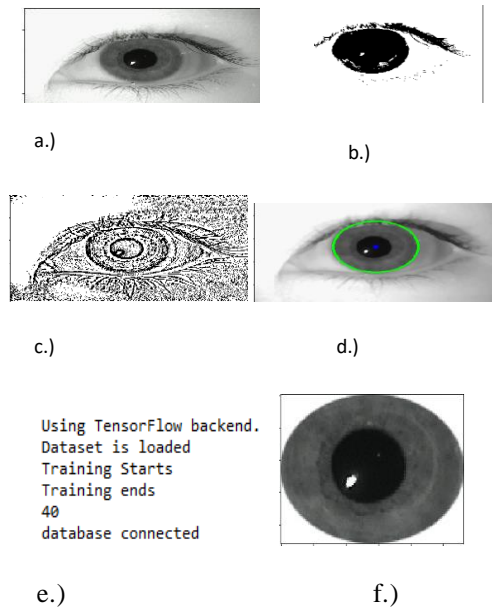 a.)
b.)
c.)
d.)
Using TensorFlow backend.
Dataset is loaded
Training Starts
Training ends
40
database connected
e.)
f.)